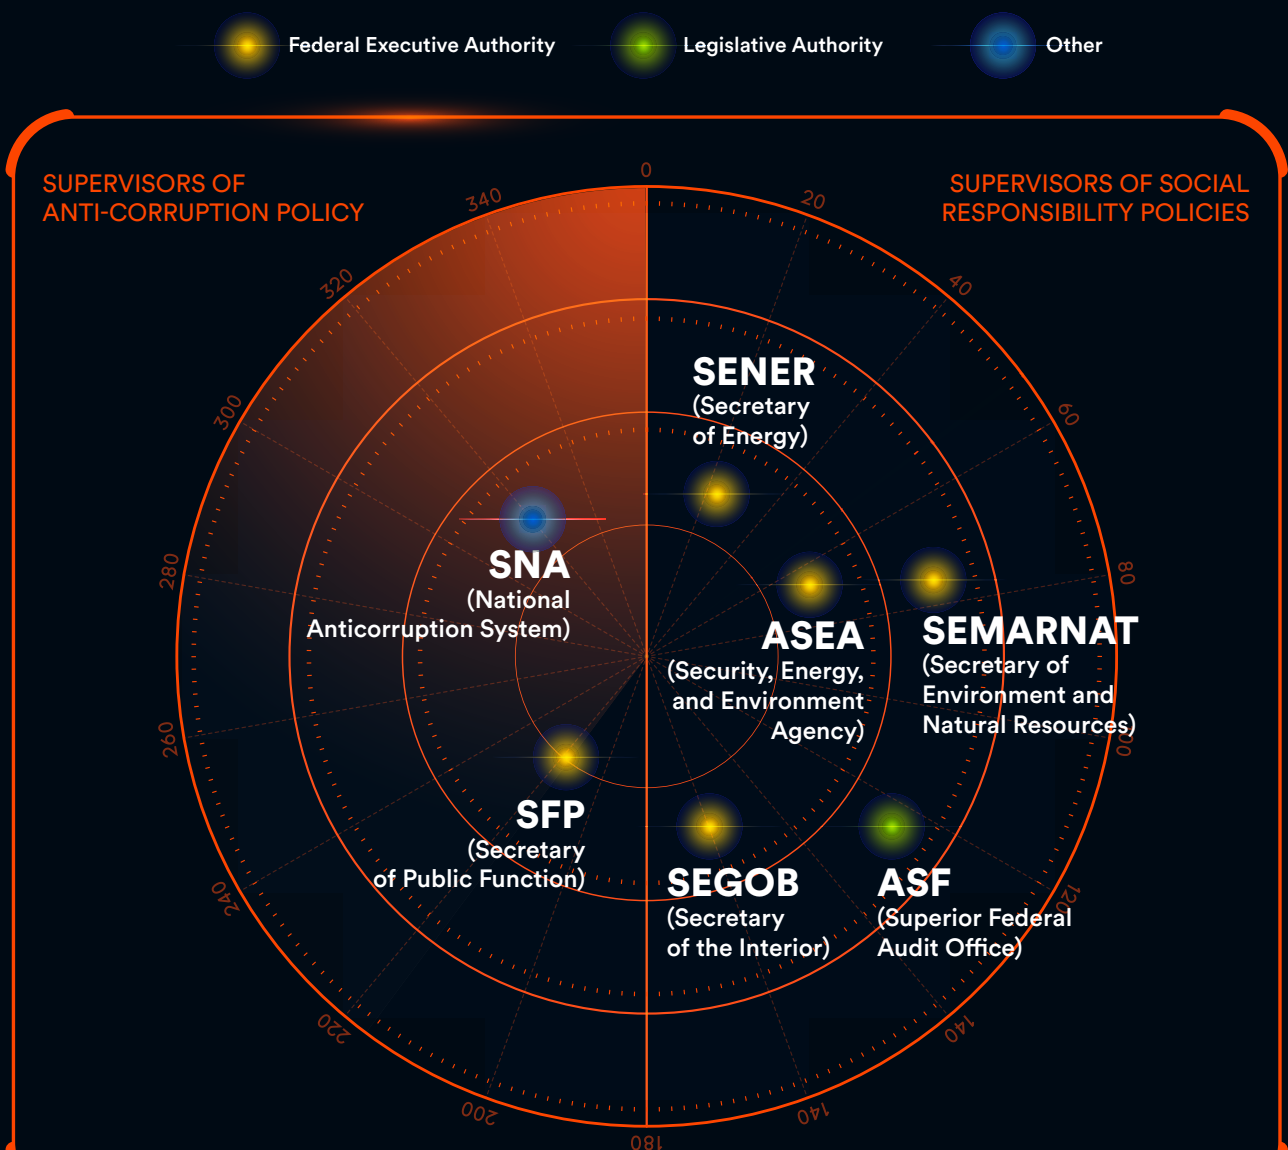 Federal Executive Authority
Legislative Authority
Other
SUPERVISORS OF
ANTI-CORRUPTION POLICY
SUPERVISORS OF SOCIAL
RESPONSIBILITY POLICIES
0
20
40
60
80
100
120
140
140
180
200
220
240
260
280
300
320
340
SENER
(Secretary
of Energy)
SNA
(National
Anticorruption System)
ASEA
(Security, Energy,
and Environment
Agency)
SEMARNAT
(Secretary of
Environment and
Natural Resources)
SFP
(Secretary
of Public Function)
SEGOB
(Secretary
of the Interior)
ASF
(Superior Federal
Audit Office)